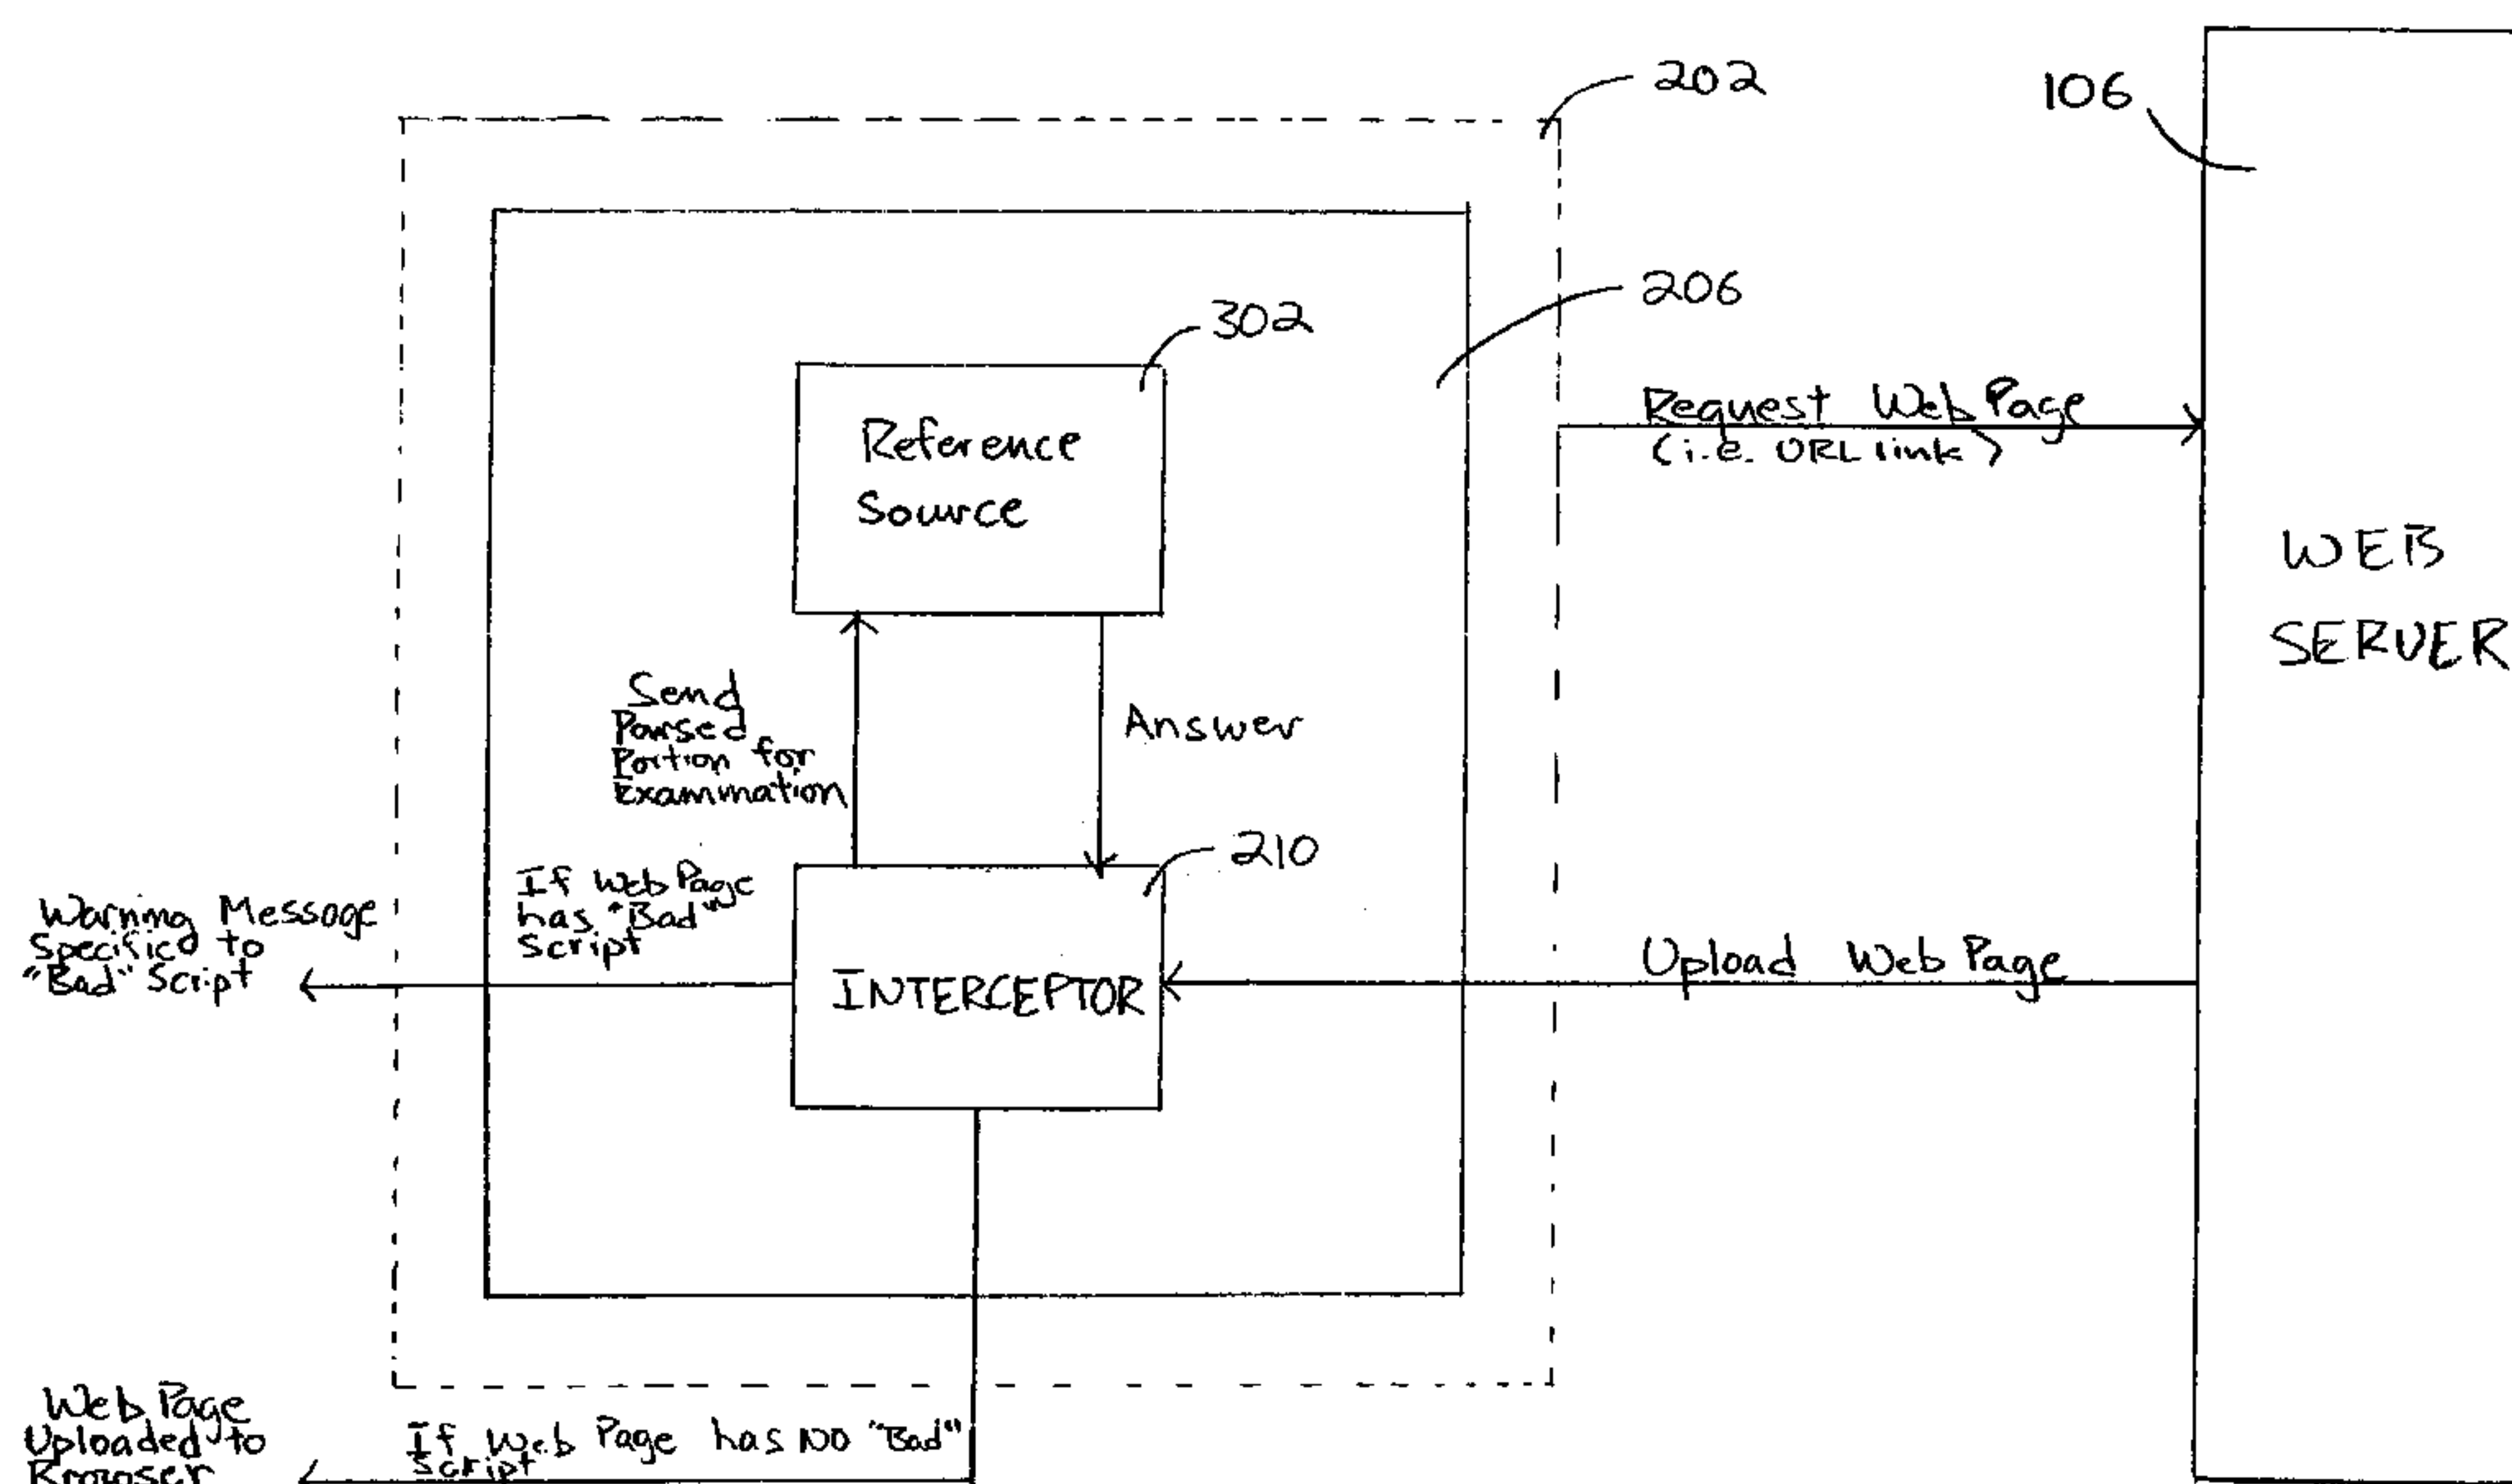 202
106
206
302
Reference
Source
Request Web Page
(i.e. URL link)
WEB
SERVER
Send
Parsed
Portion for
Examination
Answer
210
If Web Page
has "Bad"
Script
Warning Message
Specified to
"Bad" Script
INTERCEPTOR
Upload Web Page
Web Page
Uploaded to
Browser
If Web Page has NO "Bad"
Script